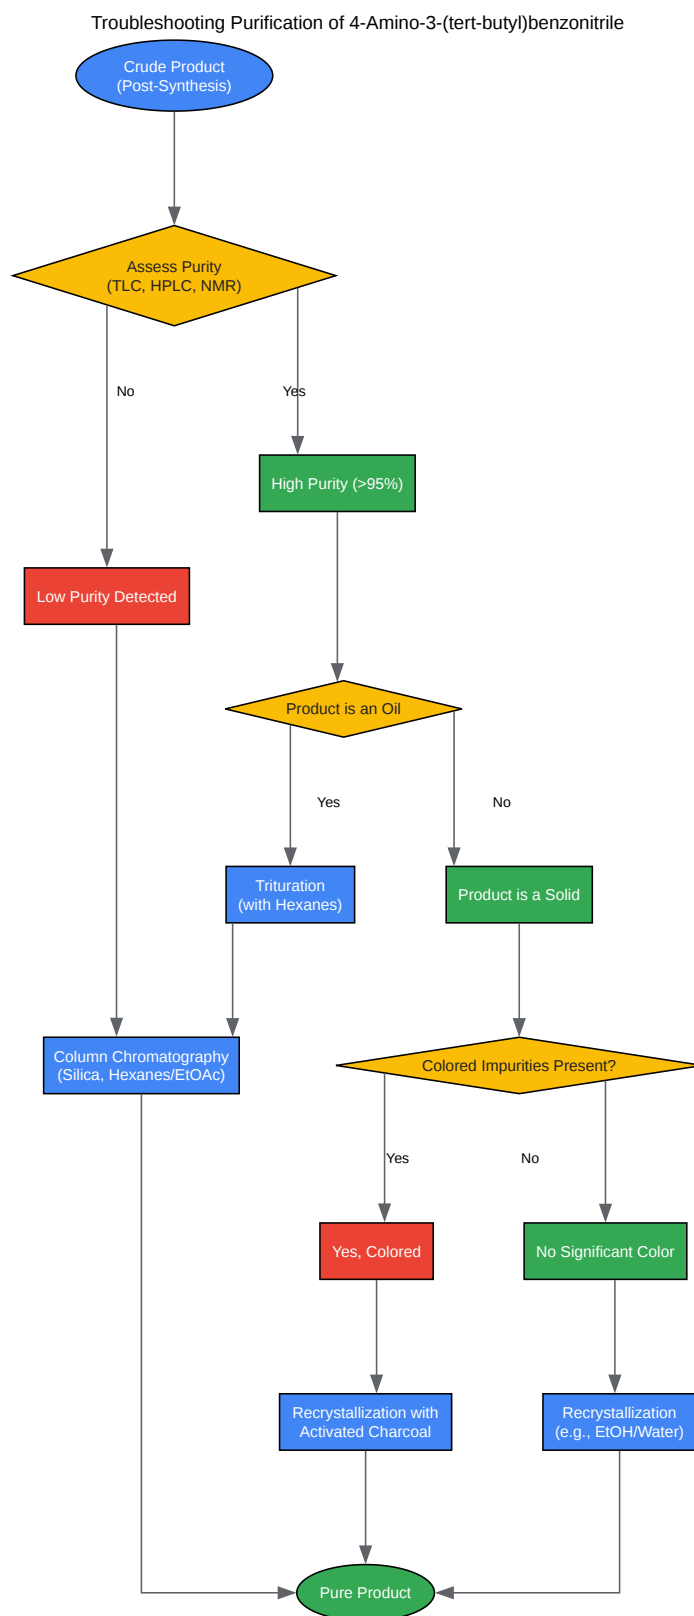 Troubleshooting Purification of 4-Amino-3-(tert-butyl)benzonitrile
Crude Product
(Post-Synthesis)
Assess Purity
(TLC, HPLC, NMR)
No
Yes
High Purity (>95%)
Low Purity Detected
Product is an Oil
Yes
No
Trituration
(with Hexanes)
Product is a Solid
Column Chromatography
(Silica, Hexanes/EtOAc)
Colored Impurities Present?
Yes
No
Yes, Colored
No Significant Color
Recrystallization with
Activated Charcoal
Recrystallization
(e.g., EtOH/Water)
Pure Product